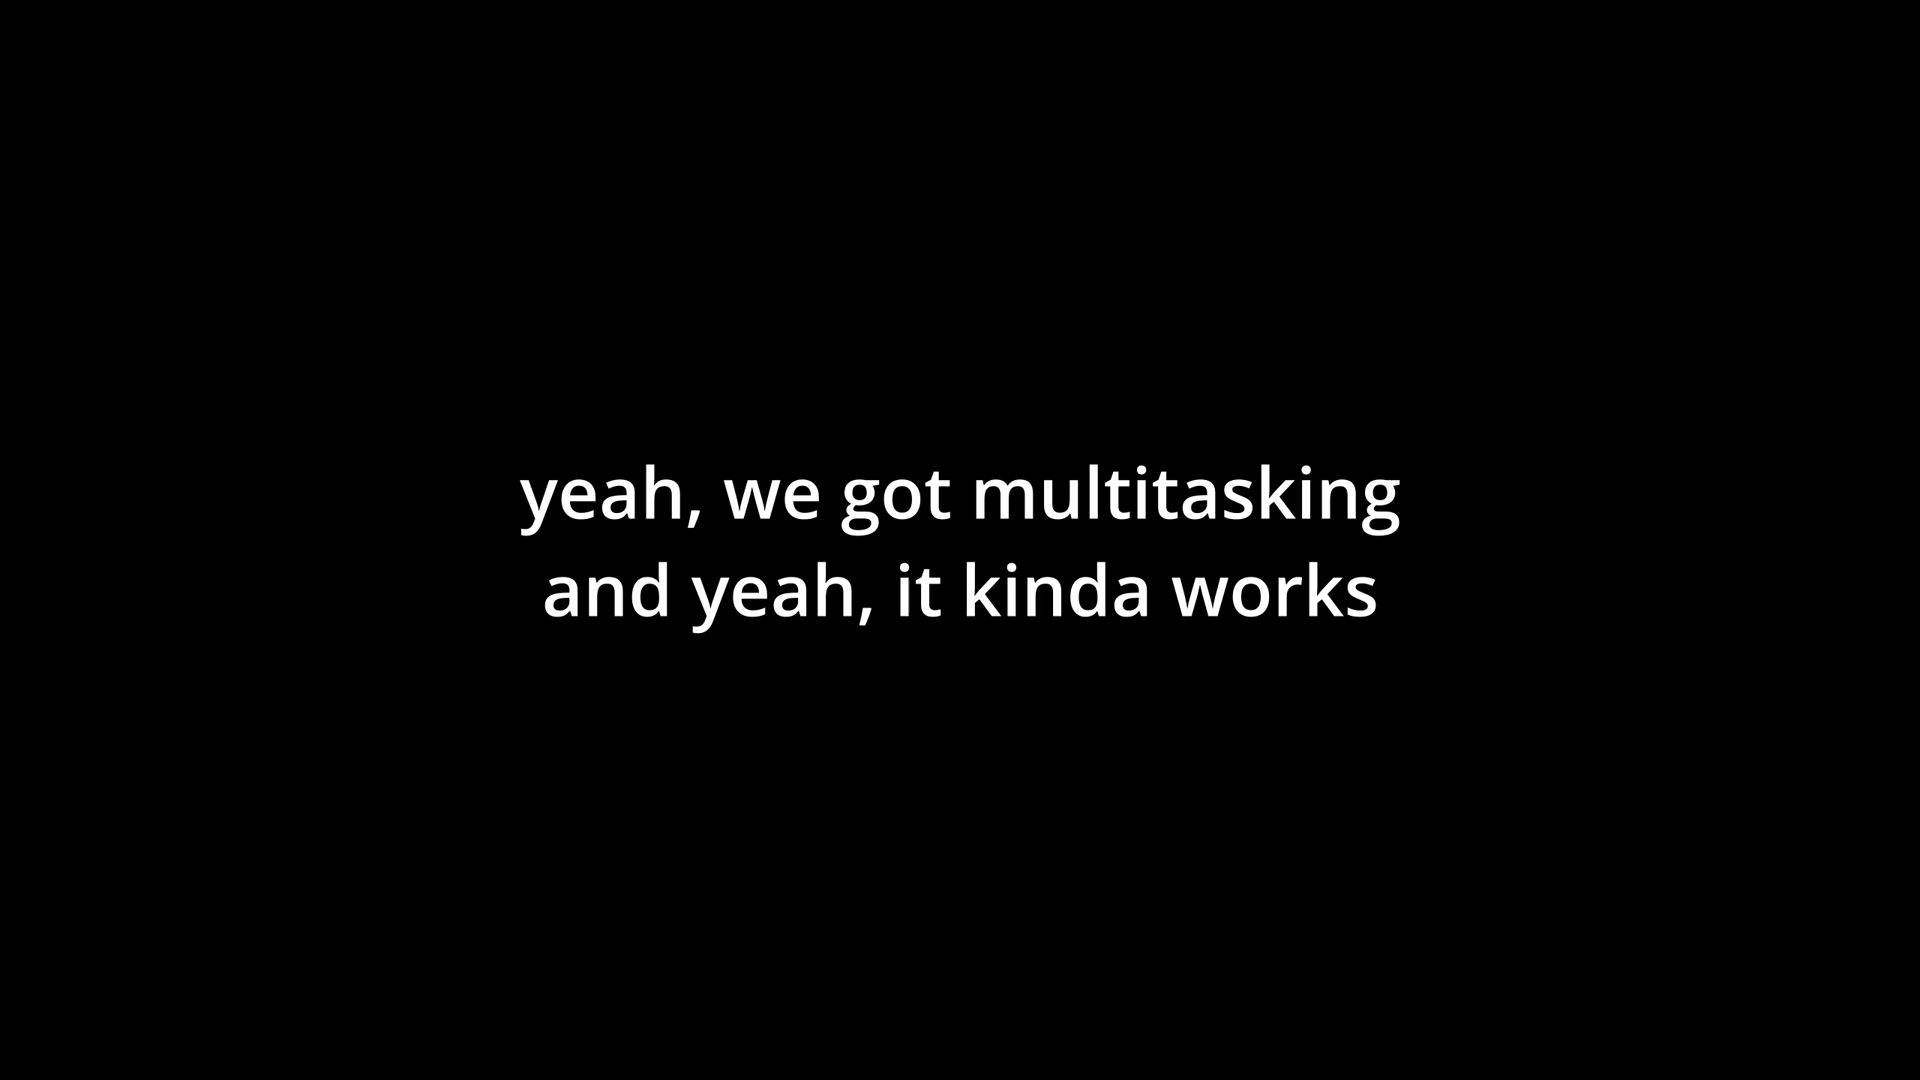 yeah, we got multitasking
and yeah, it kinda works